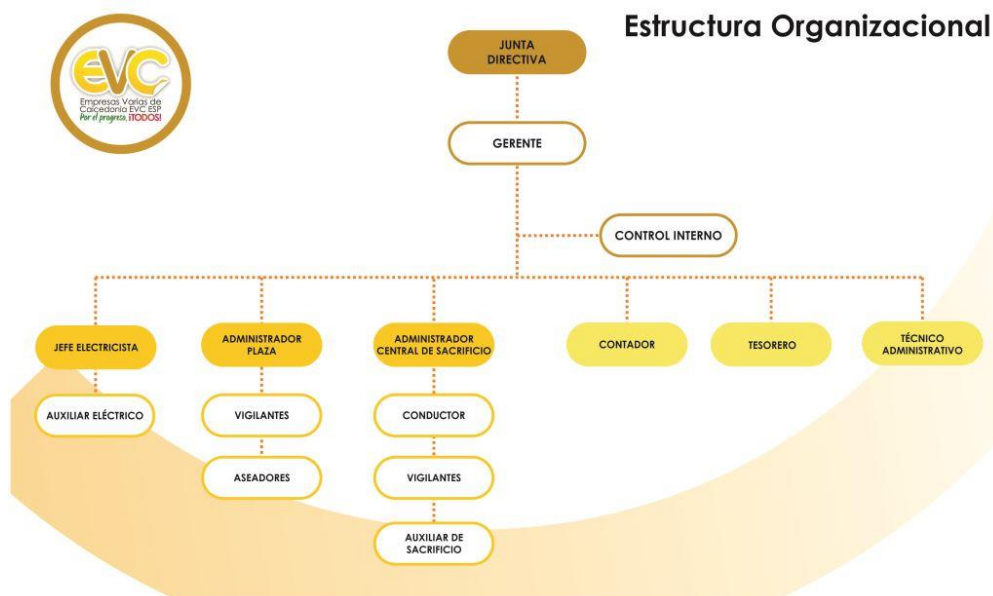 Estructura Organizacional
EVC
Empresas Varias de
Caicedonia EVC ESP
Por el progreso, ¡TODOS!
JUNTA
DIRECTIVA
GERENTE
CONTROL INTERNO
JEFE ELECTRICISTA
ADMINISTRADOR
PLAZA
ADMINISTRADOR
CENTRAL DE SACRIFICIO
CONTADOR
TESORERO
TÉCNICO
ADMINISTRATIVO
AUXILIAR ELÉCTRICO
VIGILANTES
CONDUCTOR
ASEADORES
VIGILANTES
AUXILIAR DE
SACRIFICIO